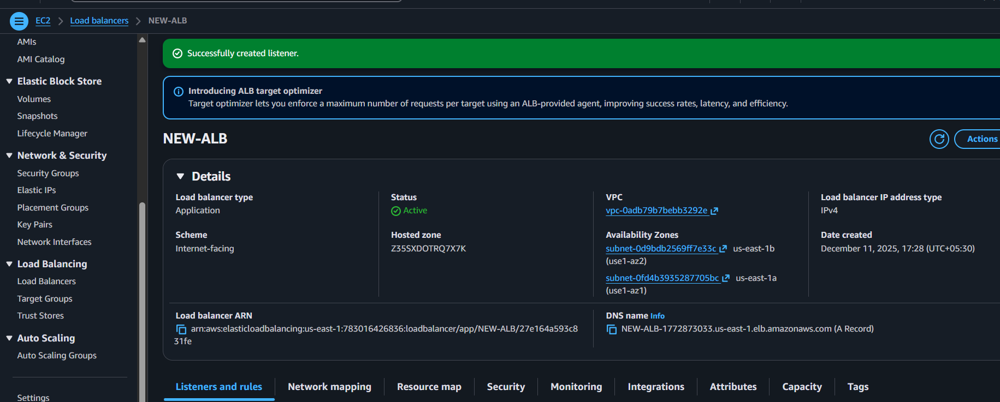 EC2 > Load balancers > NEW-ALB
AMIs
AMI Catalog
Elastic Block Store
Volumes
Snapshots
Lifecycle Manager
Network & Security
Security Groups
Elastic IPs
Placement Groups
Key Pairs
Network Interfaces
Load Balancing
Load Balancers
Target Groups
Trust Stores
Auto Scaling
Auto Scaling Groups
Settings
Successfully created listener.
Introducing ALB target optimizer
Target optimizer lets you enforce a maximum number of requests per target using an ALB-provided agent, improving success rates, latency, and efficiency.
NEW-ALB
Actions
Details
Load balancer type
Application
Status
Active
VPC
vpc-0adb79b7bebb3292e
Load balancer IP address type
IPv4
Scheme
Internet-facing
Hosted zone
Z35SXDOTRQ7X7K
Availability Zones
subnet-0d9bdb2569ff7e33c us-east-1b
(use1-az2)
subnet-0fd4b3935287705bc us-east-1a
(use1-az1)
Date created
December 11, 2025, 17:28 (UTC+05:30)
Load balancer ARN
arn:aws:elasticloadbalancing:us-east-1:783016426836:loadbalancer/app/NEW-ALB/27e164a593c8
31fe
DNS name Info
NEW-ALB-1772873033.us-east-1.elb.amazonaws.com (A Record)
Listeners and rules
Network mapping
Resource map
Security
Monitoring
Integrations
Attributes
Capacity
Tags